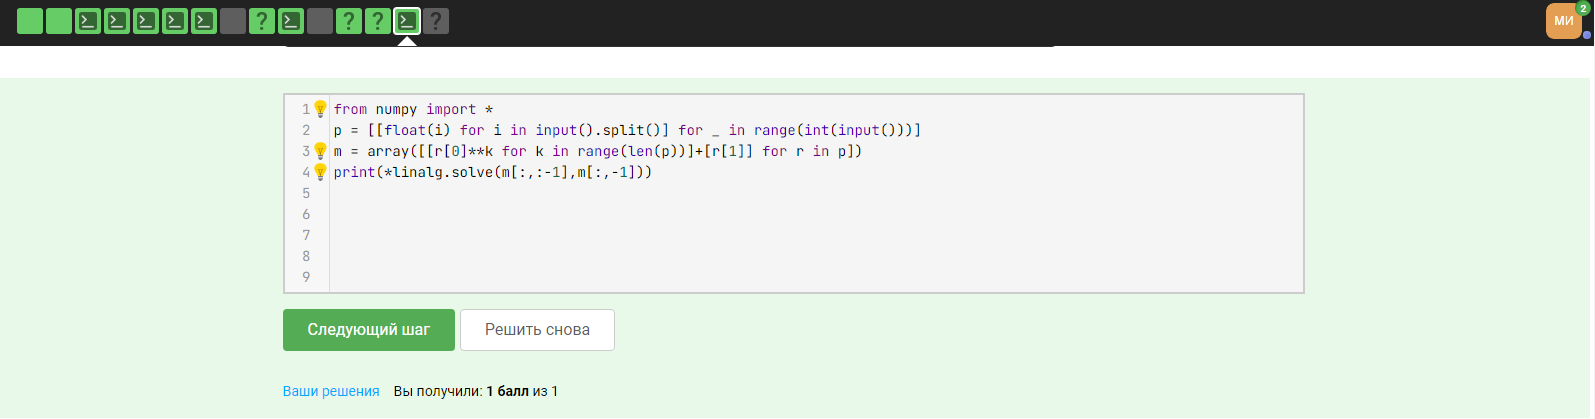 ? ? ? ?
МИ 2
1 from numpy import *
2 p = [[float(i) for i in input().split()] for _ in range(int(input()))]
3 m = array([[r[0]**k for k in range(len(p))]+[r[1]] for r in p])
4 print(*linalg.solve(m[:,:-1],m[:,-1]))
5
6
7
8
9
Следующий шаг Решить снова
Ваши решения Вы получили: 1 балл из 1